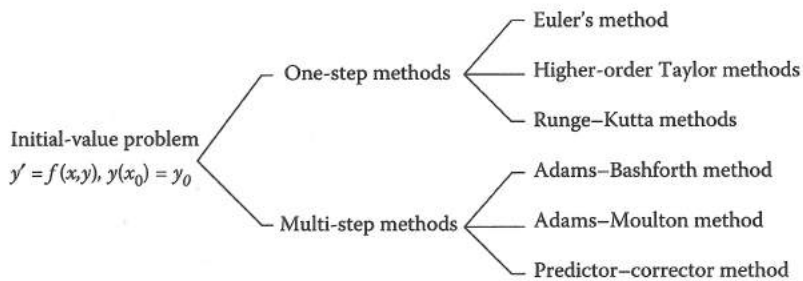 Euler's method
One-step methods
Higher-order Taylor methods
Runge–Kutta methods
Initial-value problem
y′ = f(x,y), y(x₀) = y₀
Adams–Bashforth method
Multi-step methods
Adams–Moulton method
Predictor–corrector method